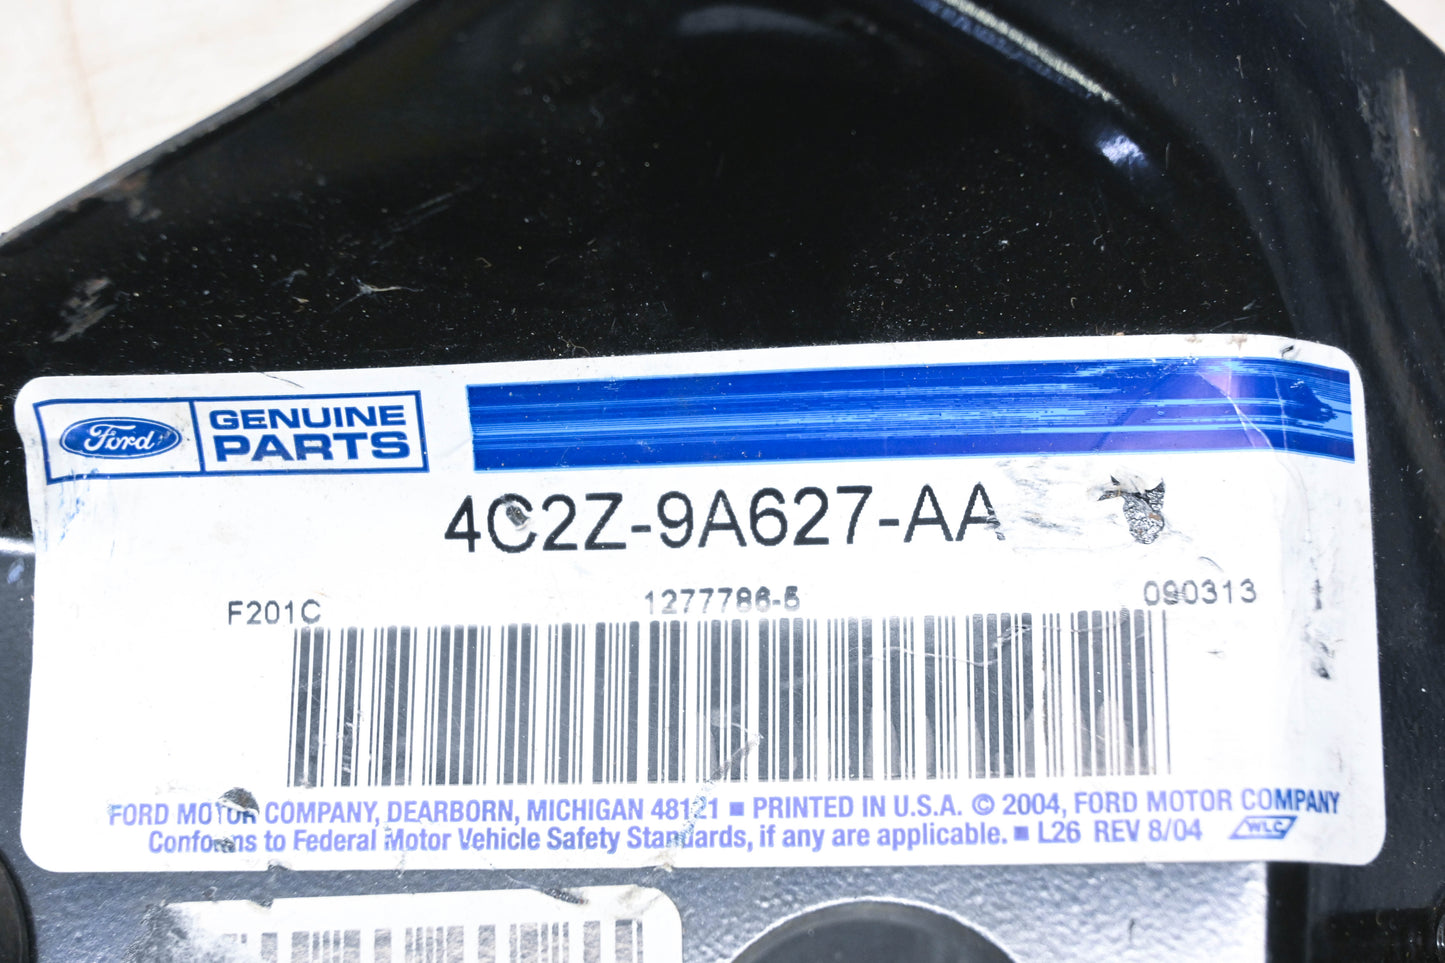 Ford
GENUINE
PARTS
4C2Z-9A627-AA
F201C 1277786-5 090313
FORD MOTOR COMPANY, DEARBORN, MICHIGAN 48121 ■ PRINTED IN U.S.A. © 2004, FORD MOTOR COMPANY
Conforms to Federal Motor Vehicle Safety Standards, if any are applicable. ■ L26 REV 8/04 WLC